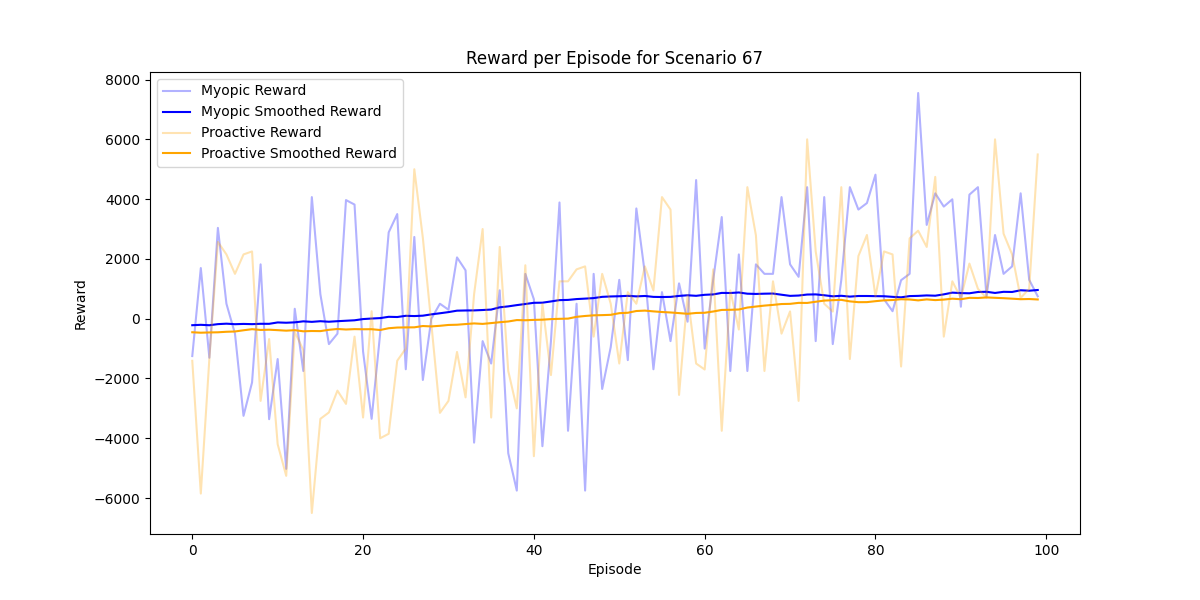 Reward per Episode for Scenario 67
Myopic Reward
Myopic Smoothed Reward
Proactive Reward
Proactive Smoothed Reward
Reward
8000
6000
4000
2000
0
−2000
−4000
−6000
0 20 40 60 80 100
Episode